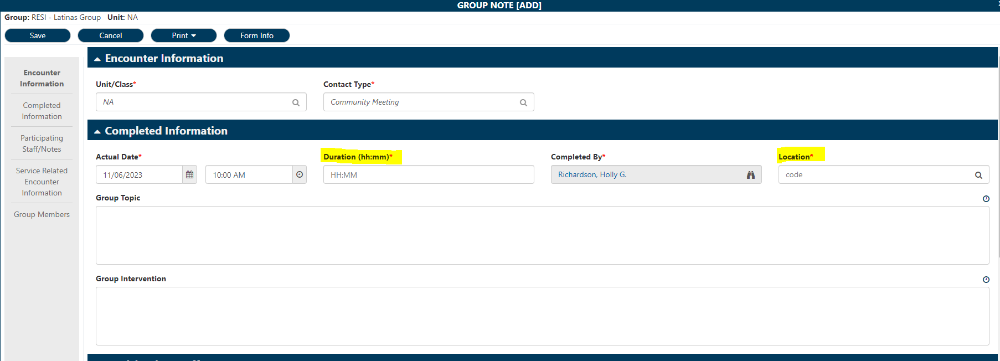 GROUP NOTE [ADD]
Group: RESI - Latinas Group Unit: NA
Save Cancel Print Form Info
Encounter Information
Completed Information
Participating Staff/Notes
Service Related Encounter Information
Group Members
Encounter Information
Unit/Class* Contact Type*
NA Community Meeting
Completed Information
Actual Date* Duration (hh:mm)* Completed By* Location*
11/06/2023 10:00 AM HH:MM Richardson, Holly G. code
Group Topic
Group Intervention